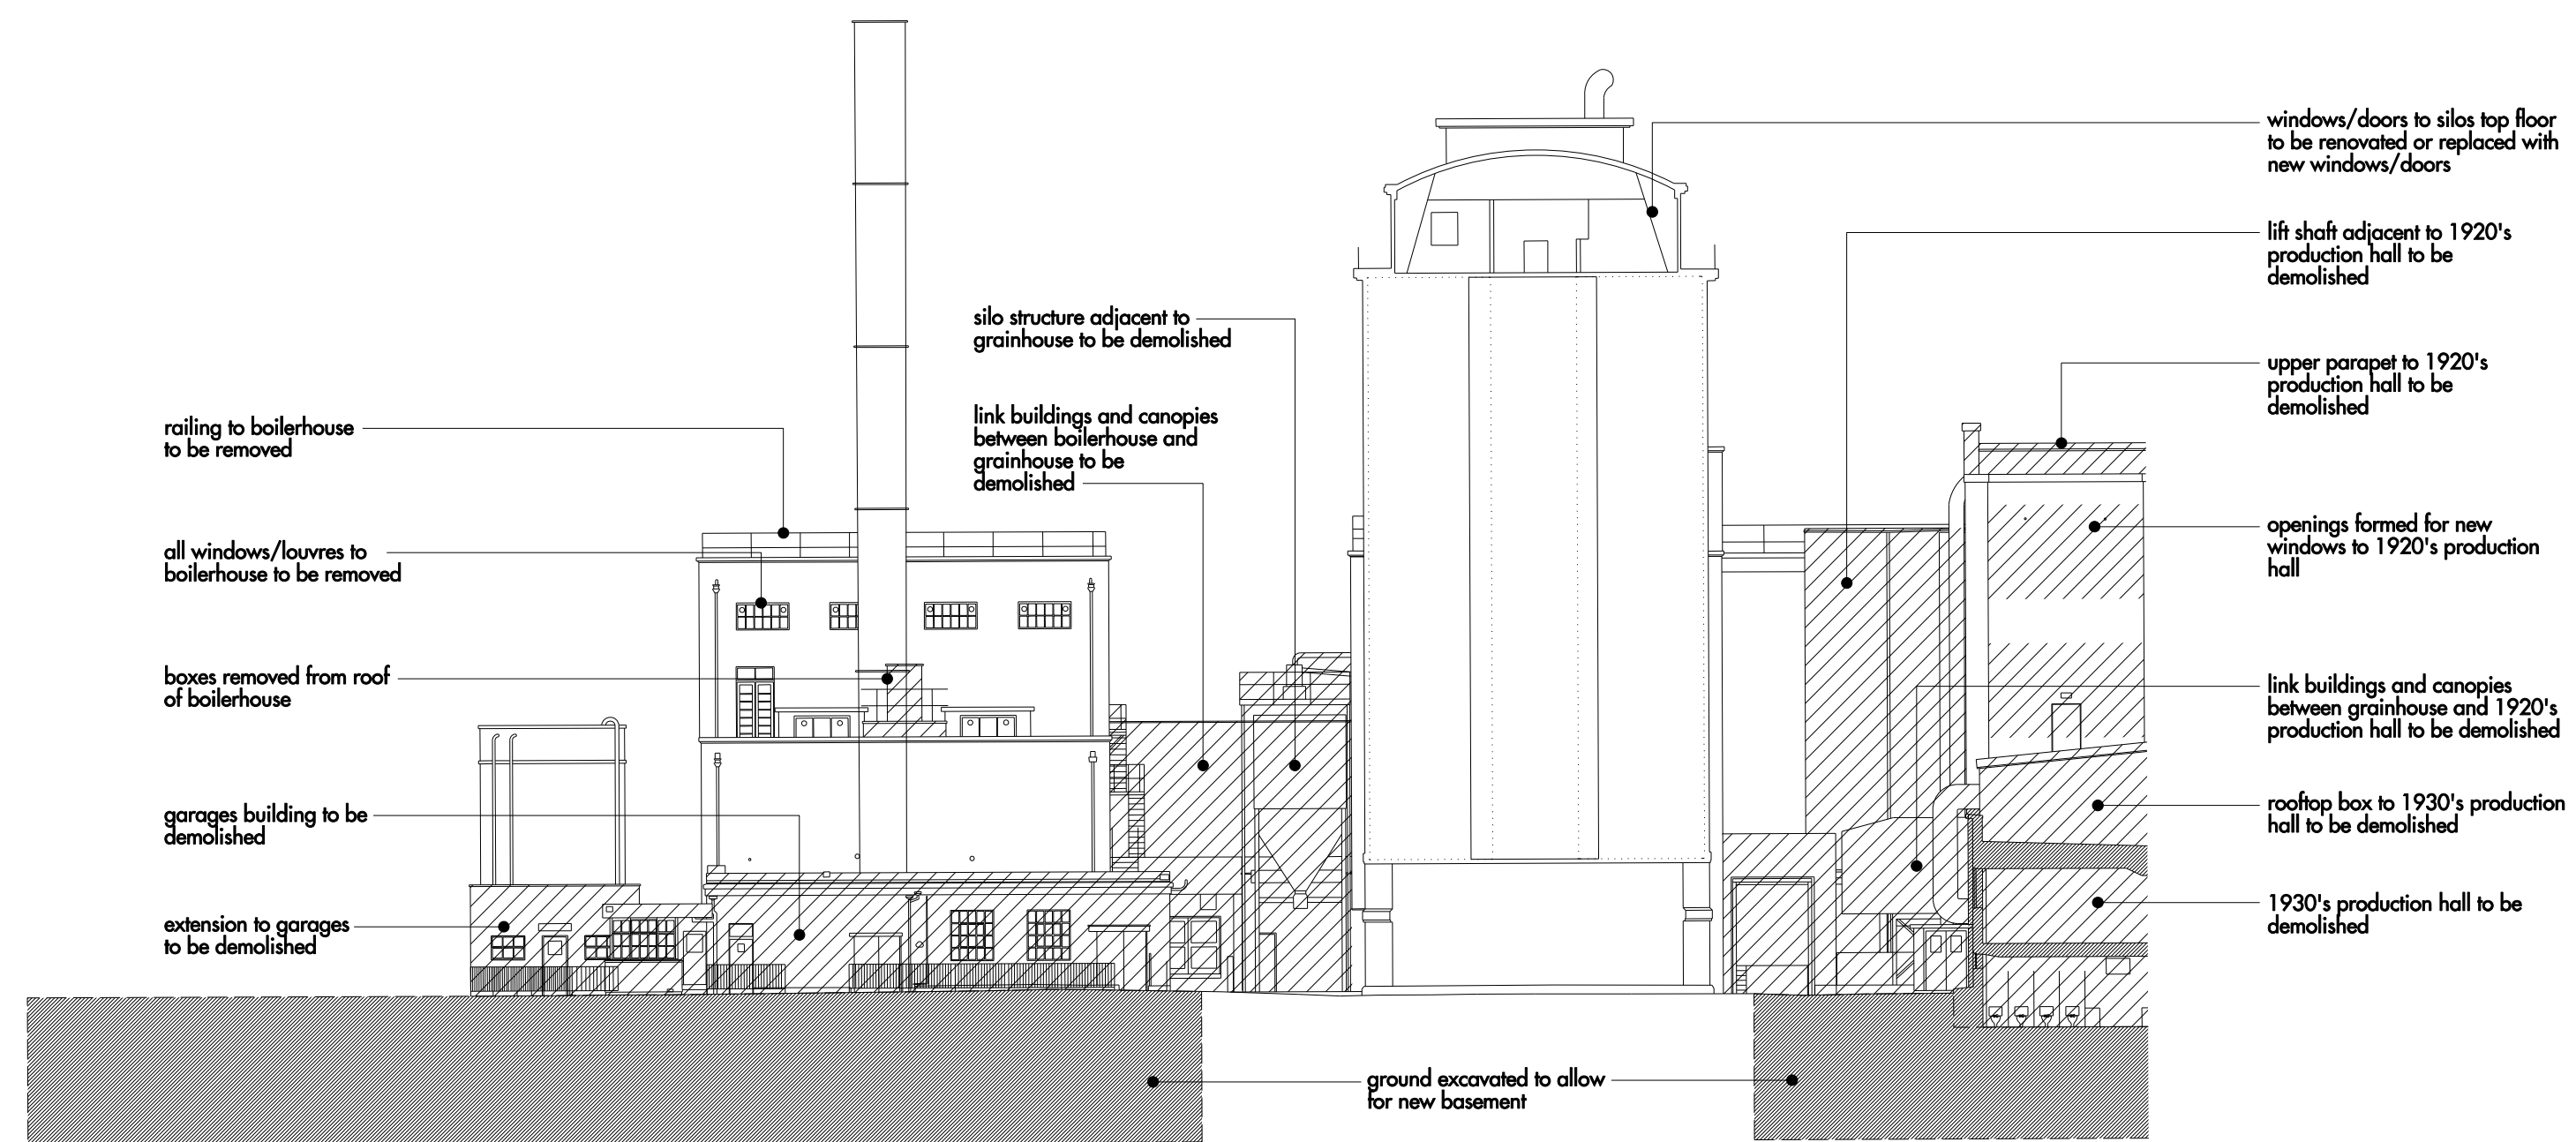 railing to boilerhouse
to be removed
all windows/louvres to
boilerhouse to be removed
boxes removed from roof
of boilerhouse
garages building to be
demolished
extension to garages
to be demolished
silo structure adjacent to
grainhouse to be demolished
link buildings and canopies
between boilerhouse and
grainhouse to be
demolished
ground excavated to allow
for new basement
windows/doors to silos top floor
to be renovated or replaced with
new windows/doors
lift shaft adjacent to 1920's
production hall to be
demolished
upper parapet to 1920's
production hall to be
demolished
openings formed for new
windows to 1920's production
hall
link buildings and canopies
between grainhouse and 1920's
production hall to be demolished
rooftop box to 1930's production
hall to be demolished
1930's production hall to be
demolished